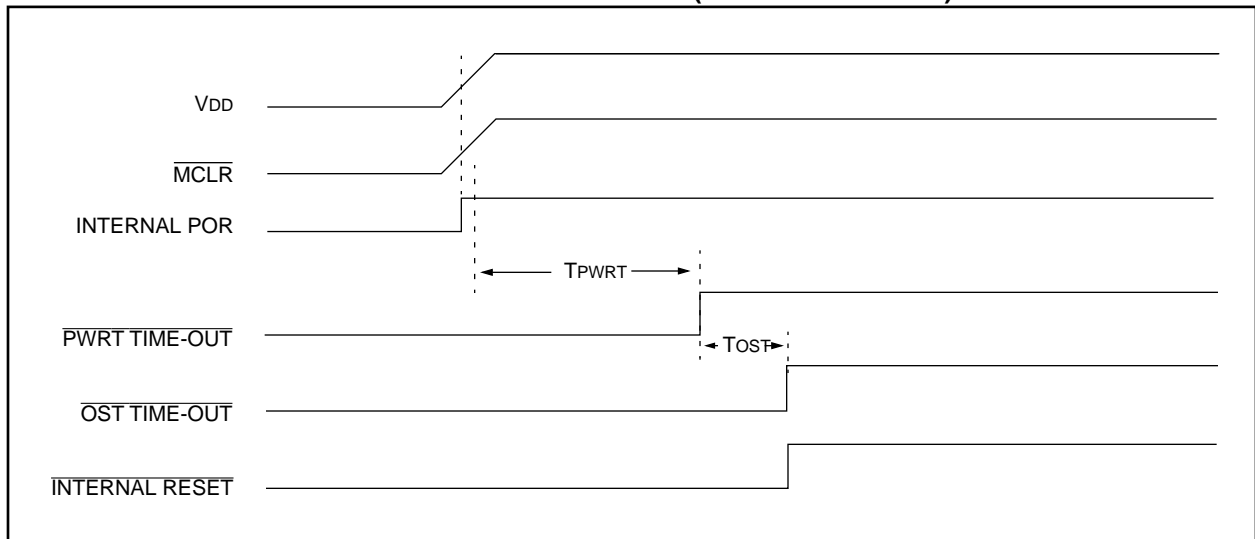 VDD
MCLR
INTERNAL POR
TPWRT
PWRT TIME-OUT
TOST
OST TIME-OUT
INTERNAL RESET